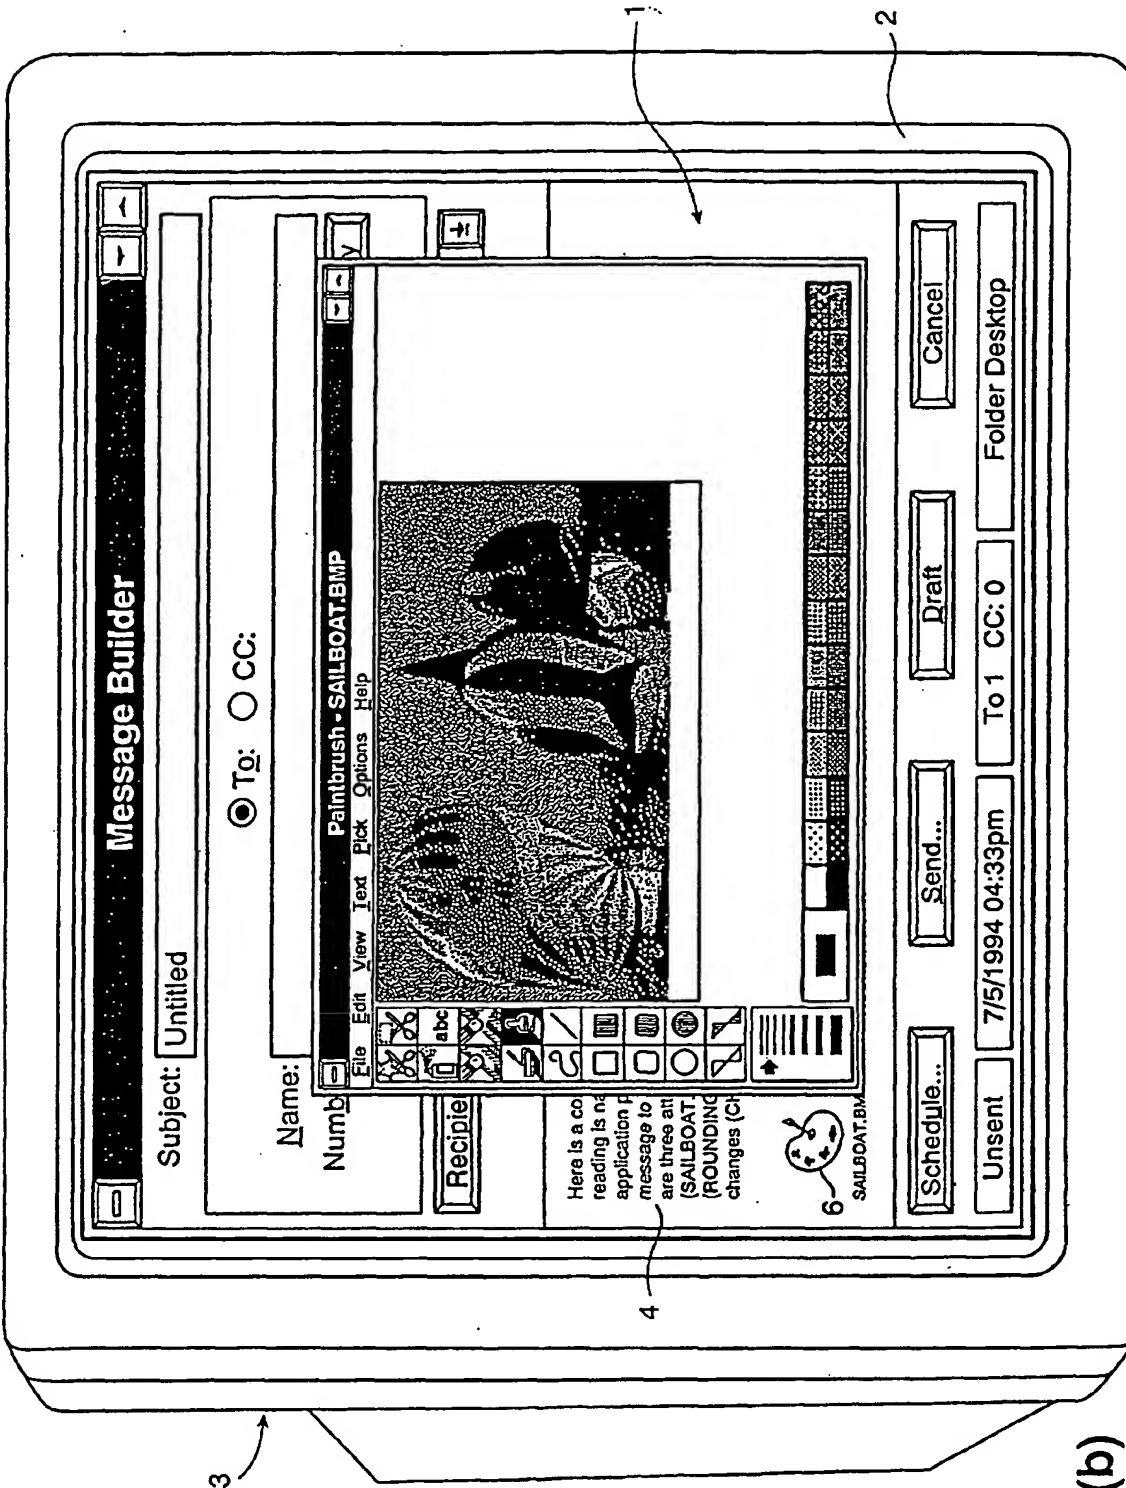 Message Builder
Subject: Untitled
To: CC:
Name:
Numb
y
Paintbrush - SAILBOAT.BMP
File Edit View Text Pick Options Help
abc
Recipie
Here is a co
reading is na
application p
message to
are three att
(SAILBOAT.
(ROUNDING
changes (CH
SAILBOAT.BM
Schedule... Send... Draft Cancel
Unsent 7/5/1994 04:33pm To 1 CC: 0 Folder Desktop
1
2
3
4
6
(b)